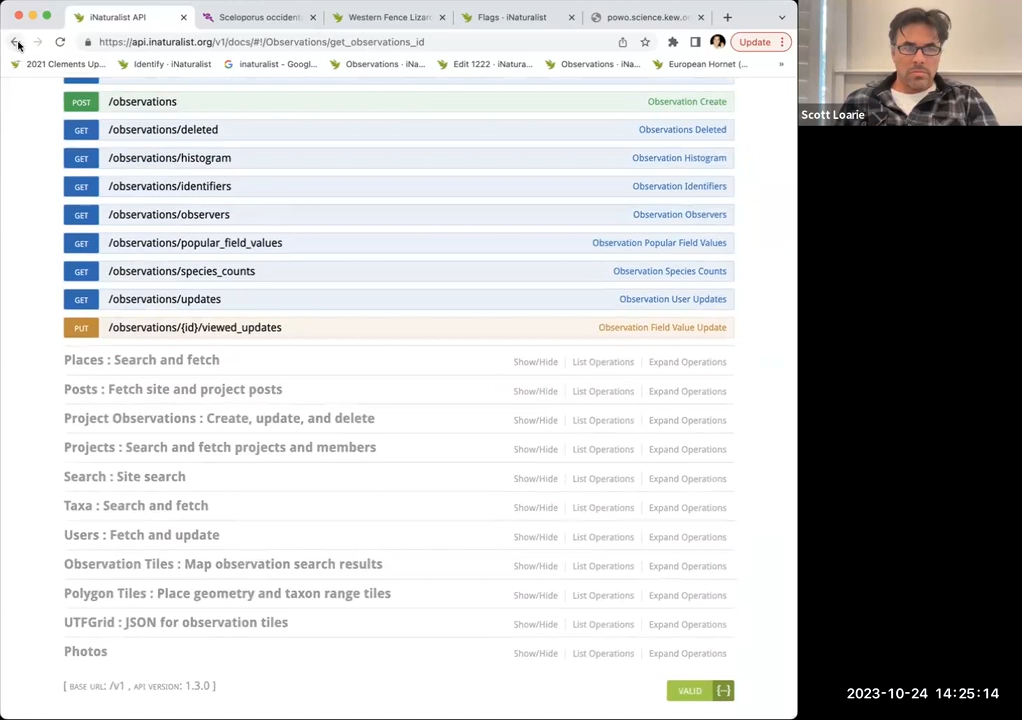 iNaturalist API
Sceloporus occident
Western Fence Lizar
Flags · iNaturalist
powo.science.kew.o
https://api.inaturalist.org/v1/docs/#!/Observations/get_observations_id
Update
2021 Clements Up...
Identify · iNaturalist
inaturalist - Googl...
Observations · iNa...
Edit 1222 · iNatura...
Observations · iNa...
European Hornet (...
»
Scott Loarie
POST /observations Observation Create
GET /observations/deleted Observations Deleted
GET /observations/histogram Observation Histogram
GET /observations/identifiers Observation Identifiers
GET /observations/observers Observation Observers
GET /observations/popular_field_values Observation Popular Field Values
GET /observations/species_counts Observation Species Counts
GET /observations/updates Observation User Updates
PUT /observations/{id}/viewed_updates Observation Field Value Update
Places : Search and fetch Show/Hide List Operations Expand Operations
Posts : Fetch site and project posts Show/Hide List Operations Expand Operations
Project Observations : Create, update, and delete Show/Hide List Operations Expand Operations
Projects : Search and fetch projects and members Show/Hide List Operations Expand Operations
Search : Site search Show/Hide List Operations Expand Operations
Taxa : Search and fetch Show/Hide List Operations Expand Operations
Users : Fetch and update Show/Hide List Operations Expand Operations
Observation Tiles : Map observation search results Show/Hide List Operations Expand Operations
Polygon Tiles : Place geometry and taxon range tiles Show/Hide List Operations Expand Operations
UTFGrid : JSON for observation tiles Show/Hide List Operations Expand Operations
Photos Show/Hide List Operations Expand Operations
[ BASE URL: /v1 , API VERSION: 1.3.0 ]
VALID {--}
2023-10-24 14:25:14